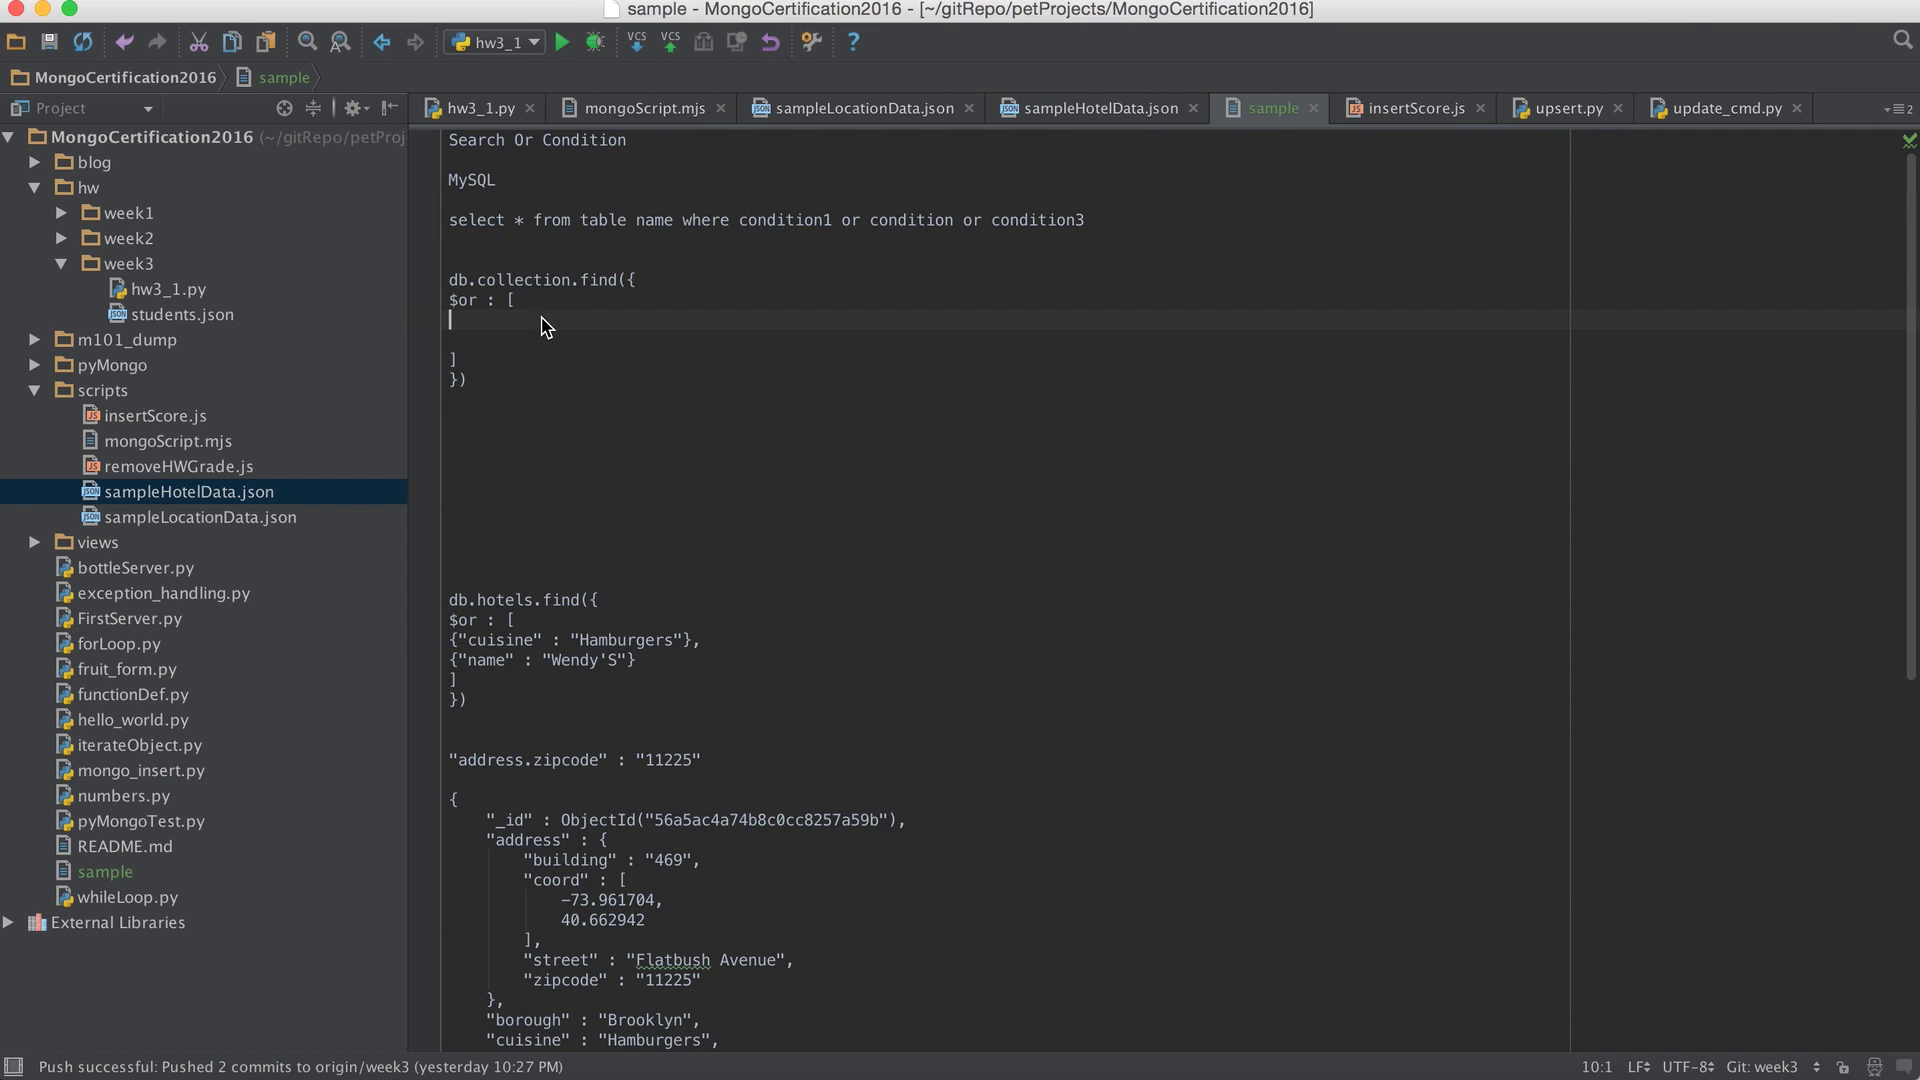 sample - MongoCertification2016 - [~/gitRepo/petProjects/MongoCertification2016]
hw3_1
VCS
VCS
?
MongoCertification2016
sample
Project
hw3_1.py
mongoScript.mjs
sampleLocationData.json
sampleHotelData.json
sample
insertScore.js
upsert.py
update_cmd.py
2
MongoCertification2016 (~/gitRepo/petProj
blog
hw
week1
week2
week3
hw3_1.py
students.json
m101_dump
pyMongo
scripts
insertScore.js
mongoScript.mjs
removeHWGrade.js
sampleHotelData.json
sampleLocationData.json
views
bottleServer.py
exception_handling.py
FirstServer.py
forLoop.py
fruit_form.py
functionDef.py
hello_world.py
iterateObject.py
mongo_insert.py
numbers.py
pyMongoTest.py
README.md
sample
whileLoop.py
External Libraries
Search Or Condition
MySQL
select * from table name where condition1 or condition or condition3
db.collection.find({
$or : [
]
})
db.hotels.find({
$or : [
{"cuisine" : "Hamburgers"},
{"name" : "Wendy'S"}
]
})
"address.zipcode" : "11225"
{
"_id" : ObjectId("56a5ac4a74b8c0cc8257a59b"),
"address" : {
"building" : "469",
"coord" : [
-73.961704,
40.662942
],
"street" : "Flatbush Avenue",
"zipcode" : "11225"
},
"borough" : "Brooklyn",
"cuisine" : "Hamburgers",
Push successful: Pushed 2 commits to origin/week3 (yesterday 10:27 PM)
10:1 LF UTF-8 Git: week3